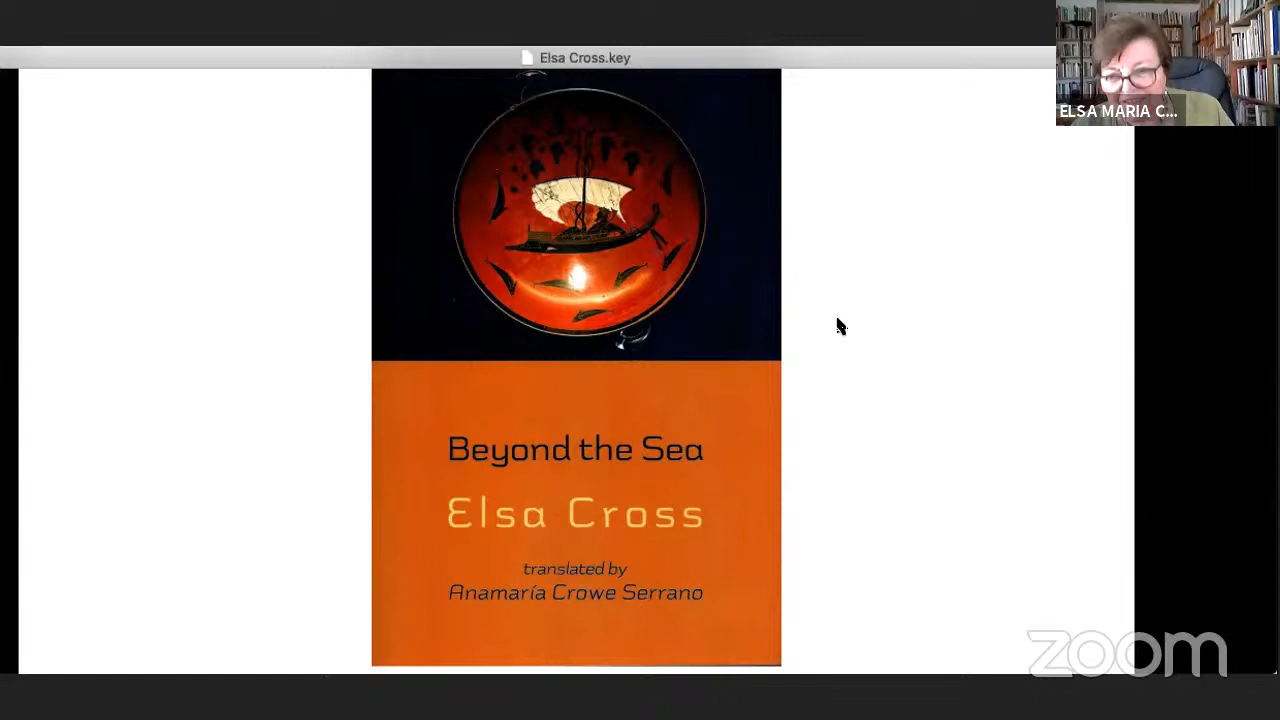 Elsa Cross.key
ELSA MARIA C...
Beyond the Sea
Elsa Cross
translated by
Anamaría Crowe Serrano
zoom